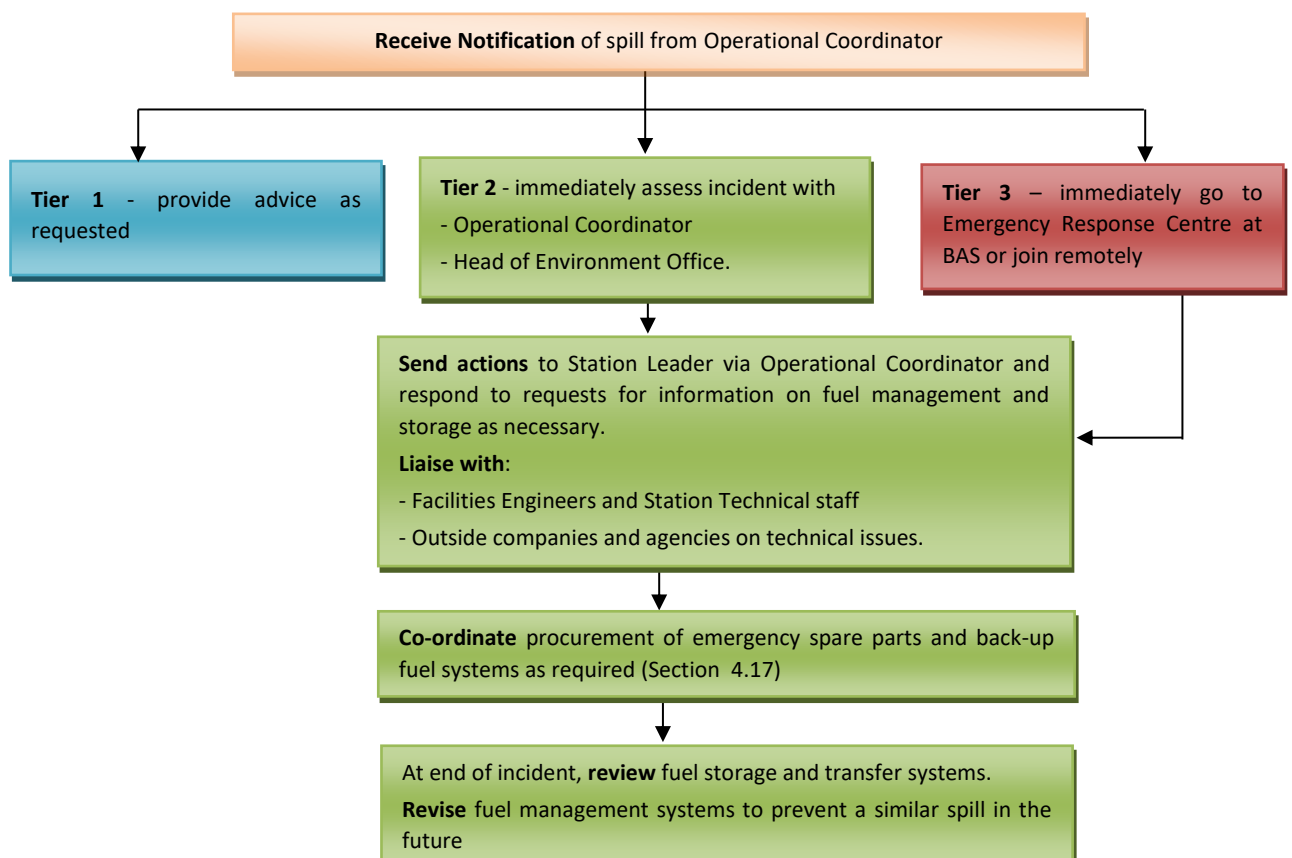 Receive Notification of spill from Operational Coordinator
Tier 1 - provide advice as
requested
Tier 2 - immediately assess incident with
- Operational Coordinator
- Head of Environment Office.
Tier 3 – immediately go to
Emergency Response Centre at
BAS or join remotely
Send actions to Station Leader via Operational Coordinator and
respond to requests for information on fuel management and
storage as necessary.
Liaise with:
- Facilities Engineers and Station Technical staff
- Outside companies and agencies on technical issues.
Co-ordinate procurement of emergency spare parts and back-up
fuel systems as required (Section 4.17)
At end of incident, review fuel storage and transfer systems.
Revise fuel management systems to prevent a similar spill in the
future